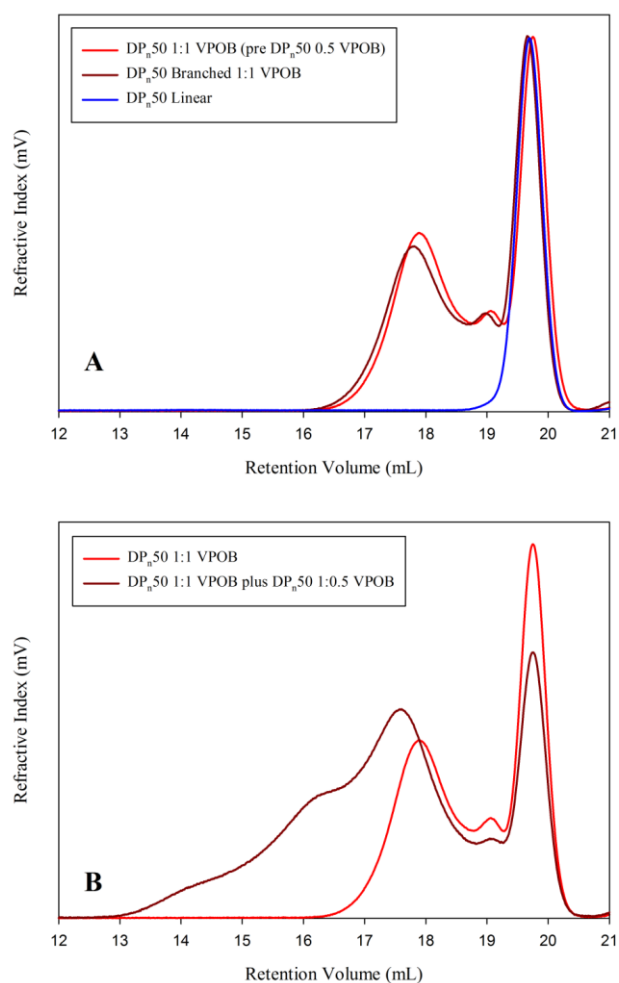 DPn50 1:1 VPOB (pre DPn50 0.5 VPOB)
DPn50 Branched 1:1 VPOB
DPn50 Linear
Refractive Index (mV)
A
12 13 14 15 16 17 18 19 20 21
Retention Volume (mL)
DPn50 1:1 VPOB
DPn50 1:1 VPOB plus DPn50 1:0.5 VPOB
Refractive Index (mV)
B
12 13 14 15 16 17 18 19 20 21
Retention Volume (mL)